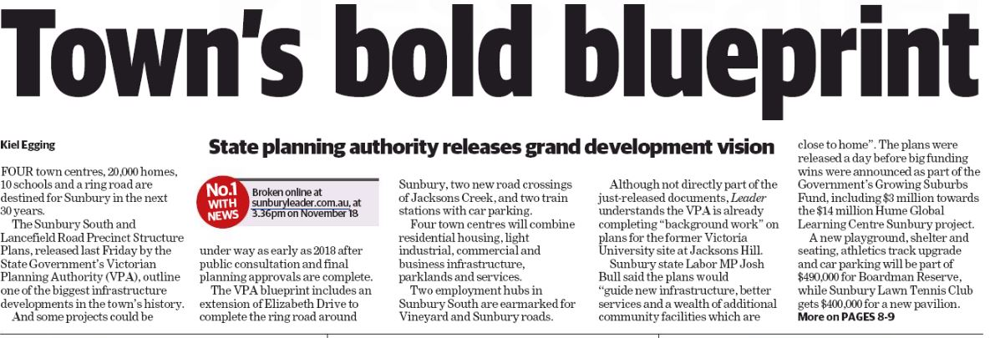 Town's bold blueprint
Kiel Egging
State planning authority releases grand development vision
FOUR town centres, 20,000 homes,
10 schools and a ring road are
destined for Sunbury in the next
30 years.
The Sunbury South and
Lancefield Road Precinct Structure
Plans, released last Friday by the
State Government's Victorian
Planning Authority (VPA), outline
one of the biggest infrastructure
developments in the town's history.
And some projects could be
No.1
WITH
NEWS
Broken online at
sunburyleader.com.au, at
3.36pm on November 18
under way as early as 2018 after
public consultation and final
planning approvals are complete.
The VPA blueprint includes an
extension of Elizabeth Drive to
complete the ring road around
Sunbury, two new road crossings
of Jacksons Creek, and two train
stations with car parking.
Four town centres will combine
residential housing, light
industrial, commercial and
business infrastructure,
parklands and services.
Two employment hubs in
Sunbury South are earmarked for
Vineyard and Sunbury roads.
Although not directly part of the
just-released documents, Leader
understands the VPA is already
completing "background work" on
plans for the former Victoria
University site at Jacksons Hill.
Sunbury state Labor MP Josh
Bull said the plans would
"guide new infrastructure, better
services and a wealth of additional
community facilities which are
close to home". The plans were
released a day before big funding
wins were announced as part of the
Government's Growing Suburbs
Fund, including $3 million towards
the $14 million Hume Global
Learning Centre Sunbury project.
A new playground, shelter and
seating, athletics track upgrade
and car parking will be part of
$490,000 for Boardman Reserve,
while Sunbury Lawn Tennis Club
gets $400,000 for a new pavilion.
More on PAGES 8-9